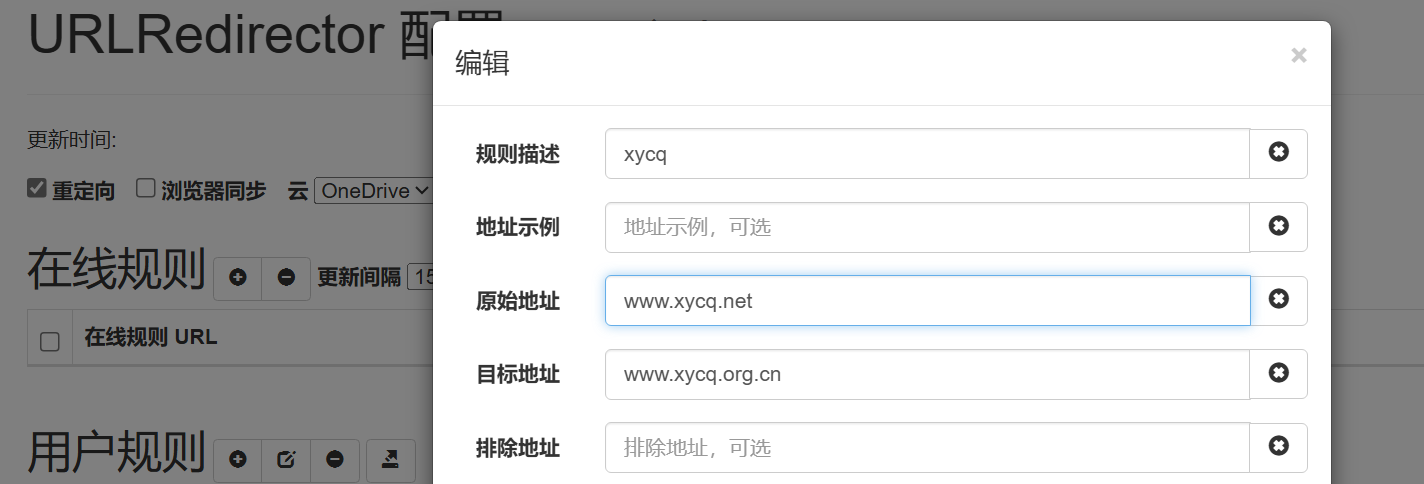 URLRedirector 配置
编辑
更新时间:
重定向 浏览器同步 云 OneDrive
在线规则 更新间隔 15
在线规则 URL
用户规则
规则描述 xycq
地址示例 地址示例，可选
原始地址 www.xycq.net
目标地址 www.xycq.org.cn
排除地址 排除地址，可选